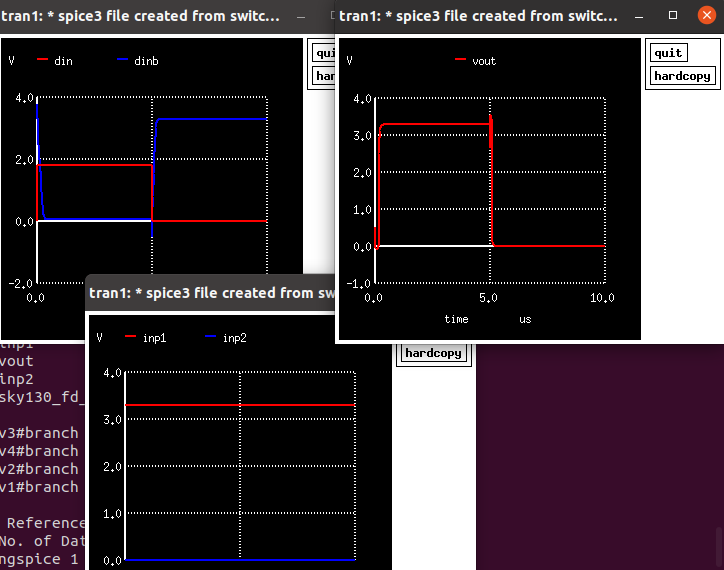 tran1: * spice3 file created from switc...
V din dinb
qui
hard
4.0
2.0
0.0
-2.0
0.0
tran1: * spice3 file created from switc...
V vout
quit
hardcopy
4.0
3.0
2.0
1.0
0.0
-1.0
0.0 5.0 10.0
time us
tran1: * spice3 file created from sw
V inp1 inp2
hardcopy
4.0
3.0
2.0
1.0
0.0
inp1
vout
inp2
sky130_fd_
v3#branch
v4#branch
v2#branch
v1#branch
Reference
No. of Dat
ngspice 1